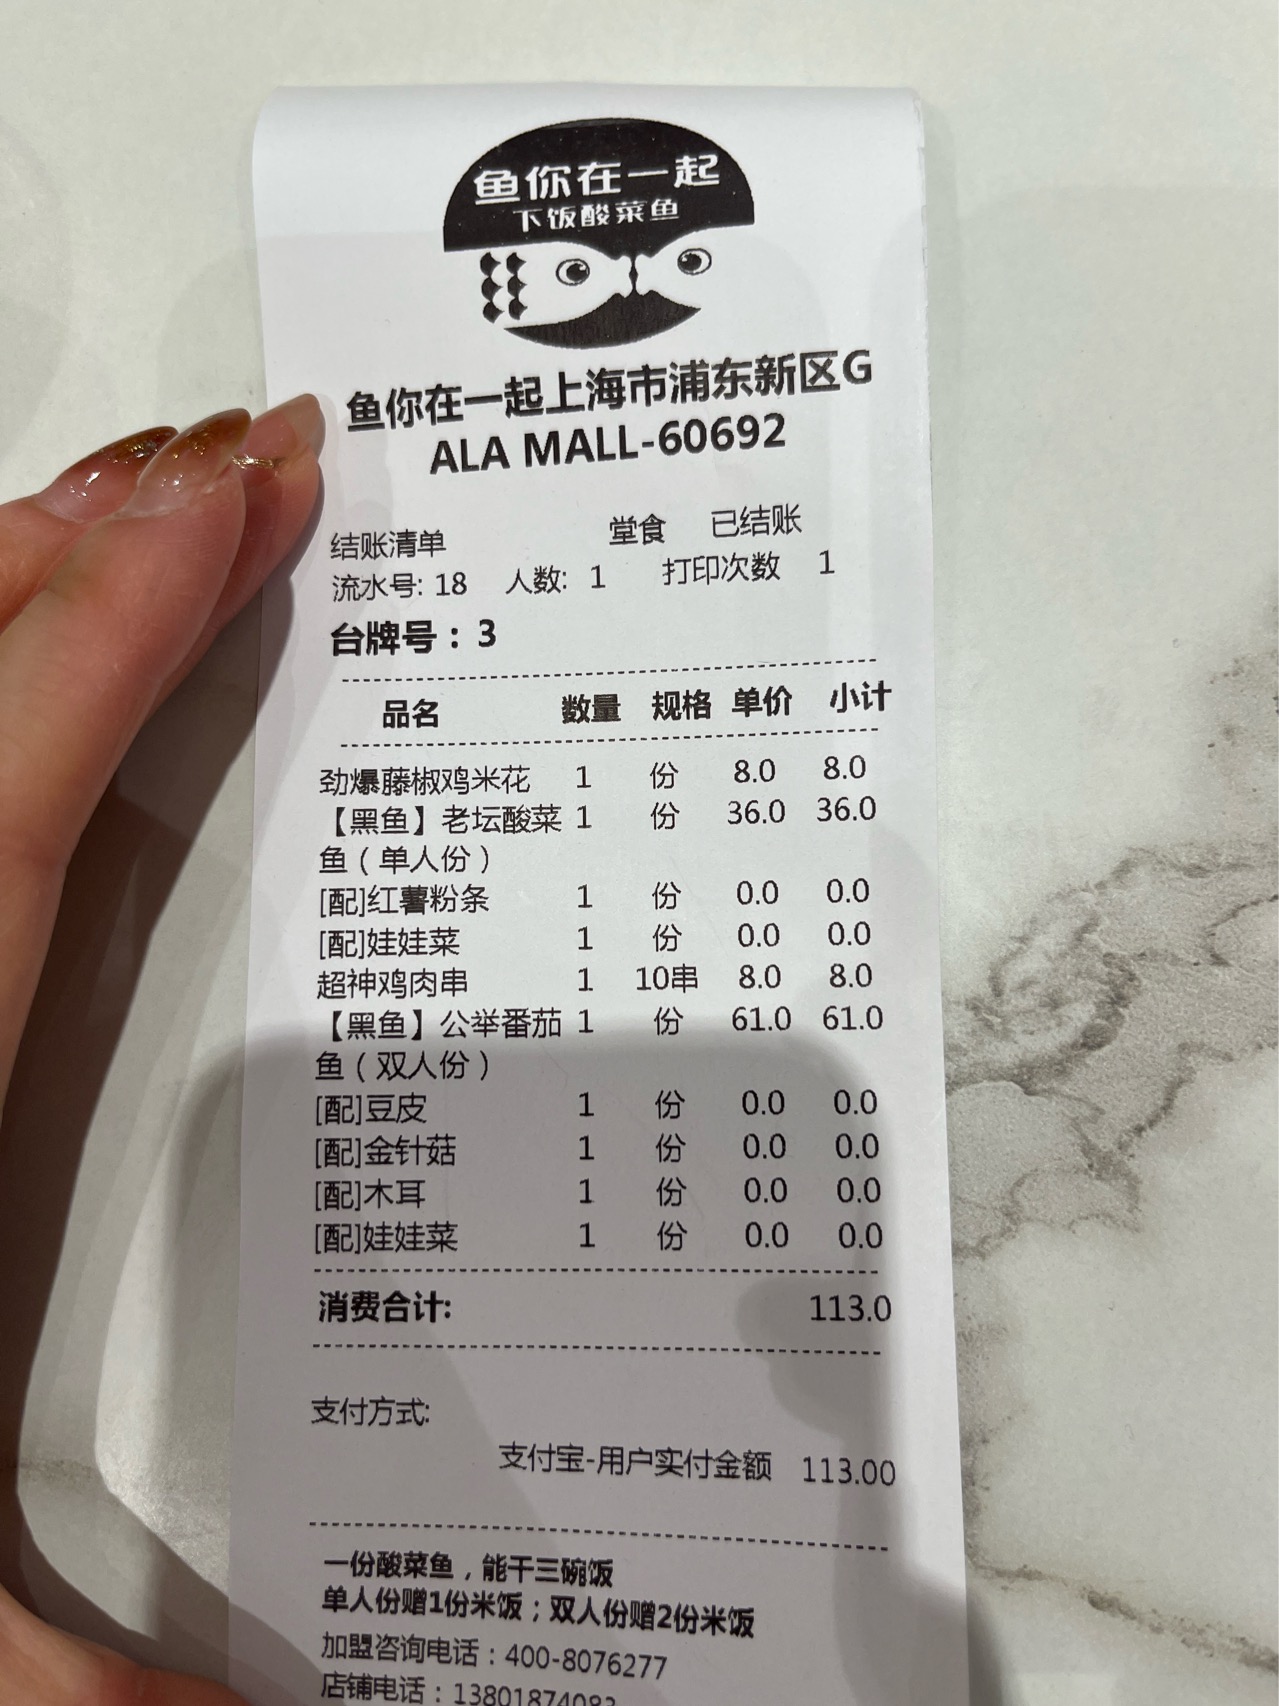 鱼你在一起
下饭酸菜鱼
鱼你在一起上海市浦东新区G
ALA MALL-60692
结账清单 堂食 已结账
流水号: 18 人数: 1 打印次数 1
台牌号：3
品名 数量 规格 单价 小计
劲爆藤椒鸡米花 1 份 8.0 8.0
【黑鱼】老坛酸菜 1 份 36.0 36.0
鱼（单人份）
[配]红薯粉条 1 份 0.0 0.0
[配]娃娃菜 1 份 0.0 0.0
超神鸡肉串 1 10串 8.0 8.0
【黑鱼】公举番茄 1 份 61.0 61.0
鱼（双人份）
[配]豆皮 1 份 0.0 0.0
[配]金针菇 1 份 0.0 0.0
[配]木耳 1 份 0.0 0.0
[配]娃娃菜 1 份 0.0 0.0
消费合计: 113.0
支付方式:
支付宝-用户实付金额 113.00
一份酸菜鱼，能干三碗饭
单人份赠1份米饭；双人份赠2份米饭
加盟咨询电话：400-8076277
店铺电话：13801874083